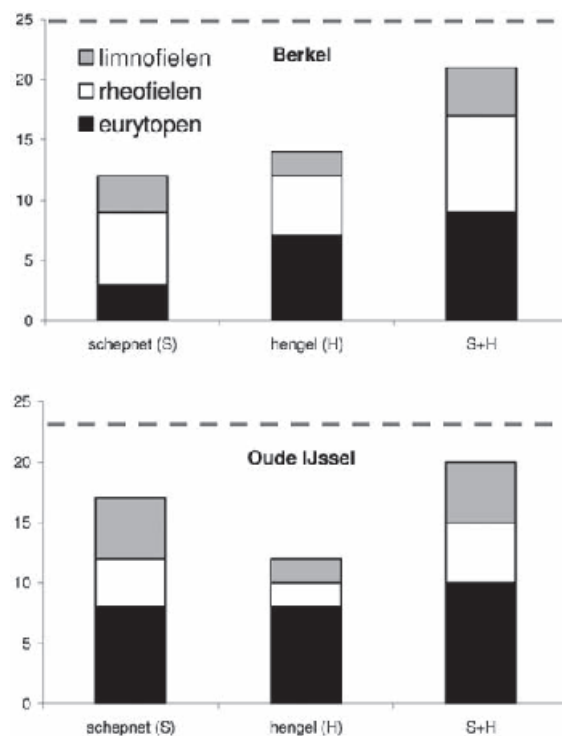 25
Berkel
limnofielen
20
rheofielen
eurytopen
15
10
5
0
schepnet (S) hengel (H) S+H
25
20
Oude IJssel
15
10
5
0
schepnet (S) hengel (H) S+H